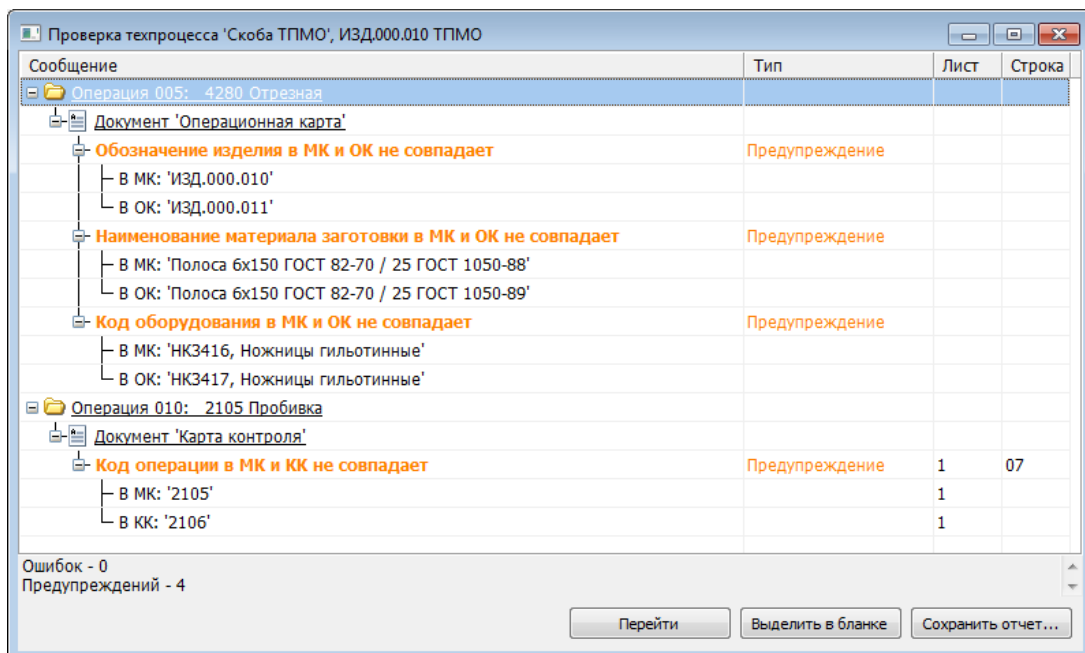 Проверка техпроцесса 'Скоба ТПМО', ИЗД.000.010 ТПМО
Сообщение Тип Лист Строка
Операция 005: 4280 Отрезная
Документ 'Операционная карта'
Обозначение изделия в МК и ОК не совпадает Предупреждение
В МК: 'ИЗД.000.010'
В ОК: 'ИЗД.000.011'
Наименование материала заготовки в МК и ОК не совпадает Предупреждение
В МК: 'Полоса 6х150 ГОСТ 82-70 / 25 ГОСТ 1050-88'
В ОК: 'Полоса 6х150 ГОСТ 82-70 / 25 ГОСТ 1050-89'
Код оборудования в МК и ОК не совпадает Предупреждение
В МК: 'НК3416, Ножницы гильотинные'
В ОК: 'НК3417, Ножницы гильотинные'
Операция 010: 2105 Пробивка
Документ 'Карта контроля'
Код операции в МК и КК не совпадает Предупреждение 1 07
В МК: '2105' 1
В КК: '2106' 1
Ошибок - 0
Предупреждений - 4
Перейти Выделить в бланке Сохранить отчет...